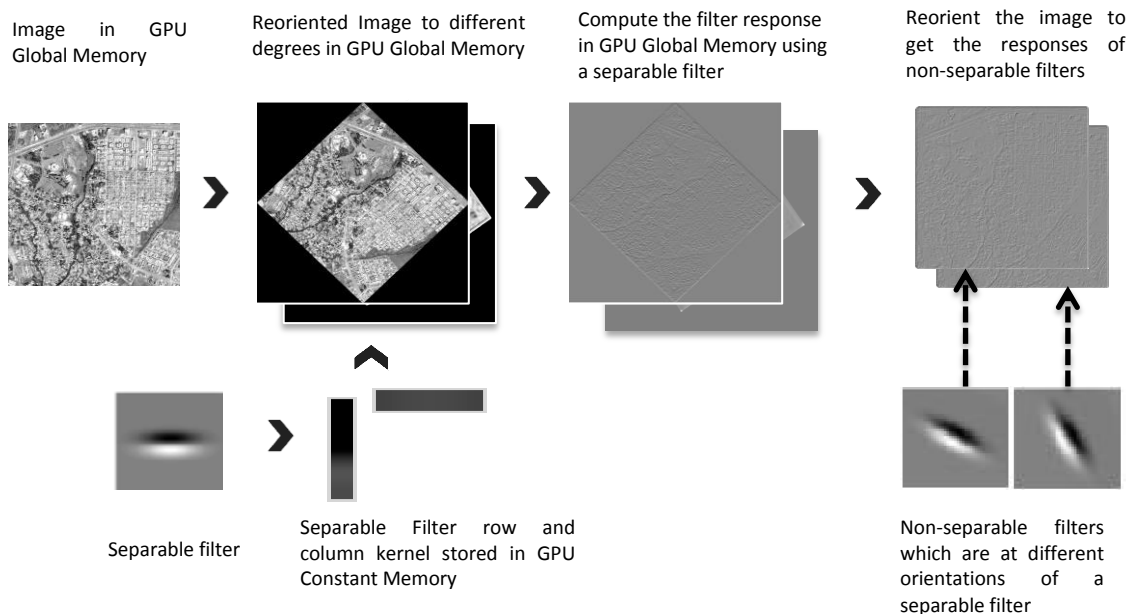 Image in GPU
Global Memory
Reoriented Image to different
degrees in GPU Global Memory
Compute the filter response
in GPU Global Memory using
a separable filter
Reorient the image to
get the responses of
non-separable filters
Separable filter
Separable Filter row and
column kernel stored in GPU
Constant Memory
Non-separable filters
which are at different
orientations of a
separable filter